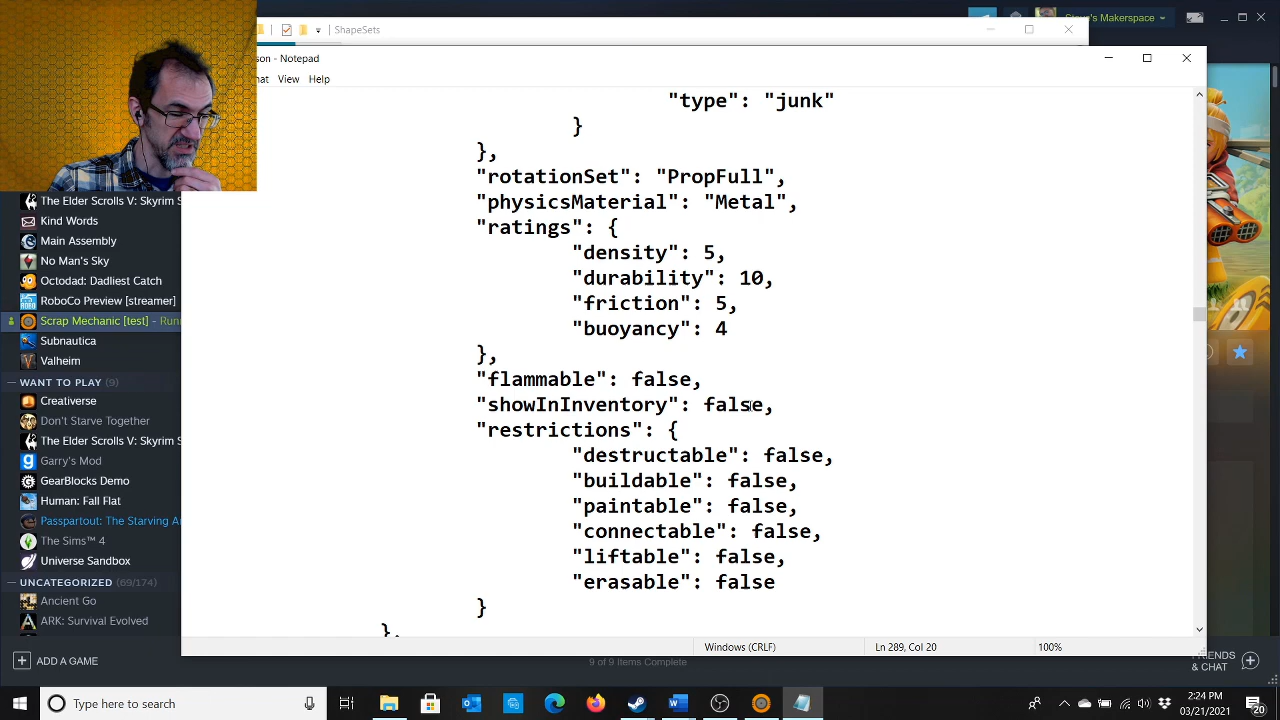 ShapeSets
Steve's Makerspace
son - Notepad
nat View Help
"type": "junk"
}
},
"rotationSet": "PropFull",
"physicsMaterial": "Metal",
"ratings": {
"density": 5,
"durability": 10,
"friction": 5,
"buoyancy": 4
},
"flammable": false,
"showInInventory": false,
"restrictions": {
"destructable": false,
"buildable": false,
"paintable": false,
"connectable": false,
"liftable": false,
"erasable": false
}
},
The Elder Scrolls V: Skyrim S
Kind Words
Main Assembly
No Man's Sky
Octodad: Dadliest Catch
RoboCo Preview [streamer]
Scrap Mechanic [test] - Runn
Subnautica
Valheim
WANT TO PLAY (9)
Creativerse
Don't Starve Together
The Elder Scrolls V: Skyrim S
Garry's Mod
GearBlocks Demo
Human: Fall Flat
Passpartout: The Starving Ar
The Sims™ 4
Universe Sandbox
UNCATEGORIZED (69/174)
Ancient Go
ARK: Survival Evolved
ADD A GAME
Windows (CRLF) Ln 289, Col 20 100%
9 of 9 Items Complete
FRIENDS
& CHAT
Type here to search
2:24 PM
03/21/2021
20